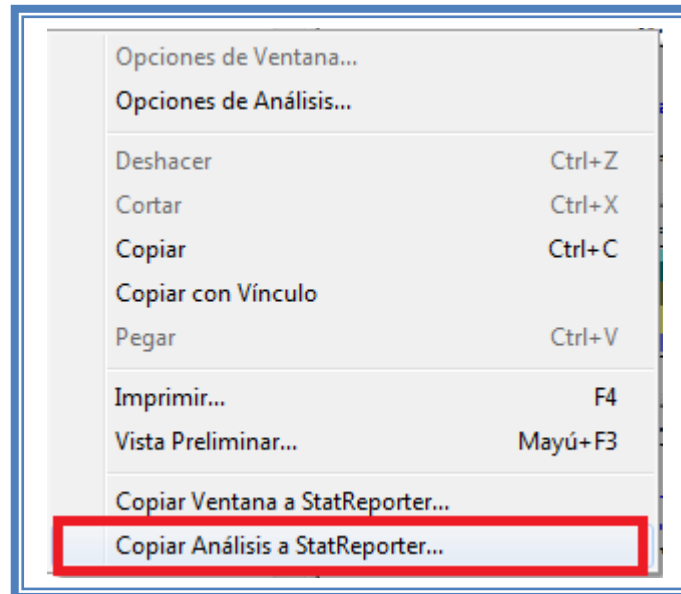 Opciones de Ventana...
Opciones de Análisis...
Deshacer Ctrl+Z
Cortar Ctrl+X
Copiar Ctrl+C
Copiar con Vínculo
Pegar Ctrl+V
Imprimir... F4
Vista Preliminar... Mayú+F3
Copiar Ventana a StatReporter...
Copiar Análisis a StatReporter...